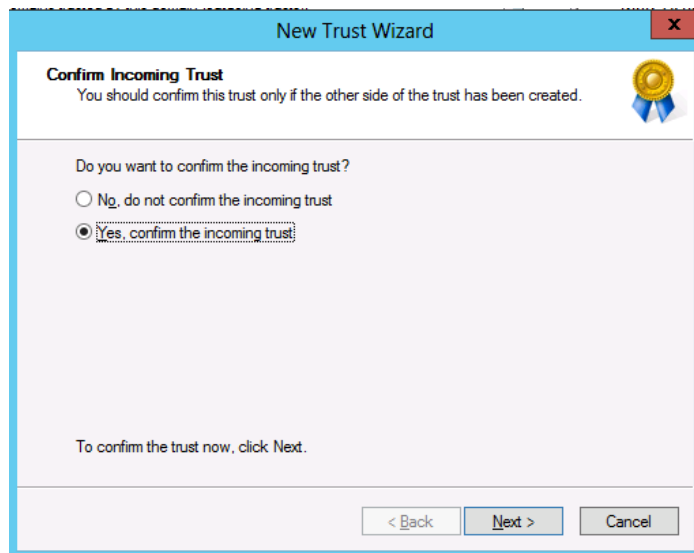 New Trust Wizard
x
Confirm Incoming Trust
You should confirm this trust only if the other side of the trust has been created.
Do you want to confirm the incoming trust?
No, do not confirm the incoming trust
Yes, confirm the incoming trust
To confirm the trust now, click Next.
< Back Next > Cancel